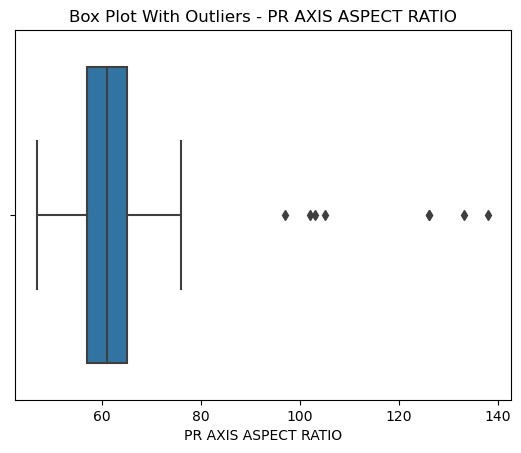 Box Plot With Outliers - PR AXIS ASPECT RATIO
60 80 100 120 140
PR AXIS ASPECT RATIO